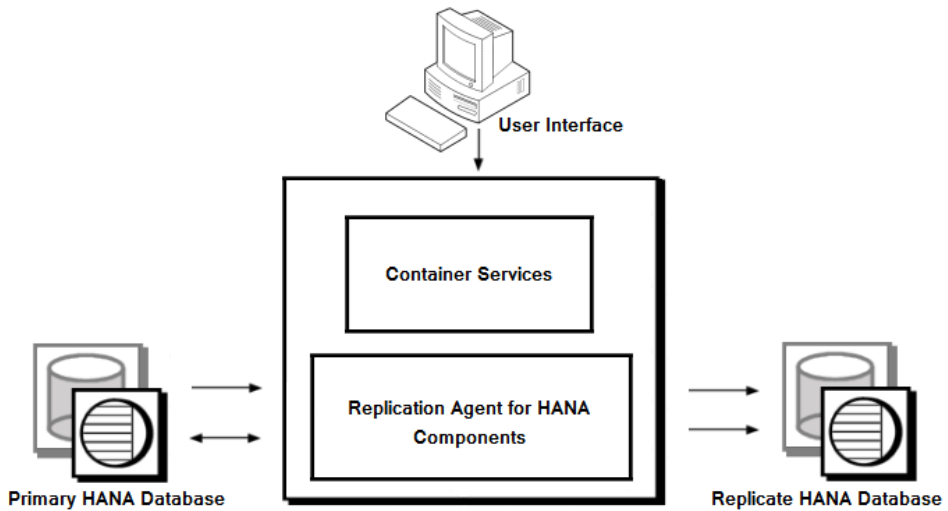 User Interface
Container Services
Replication Agent for HANA
Components
Primary HANA Database
Replicate HANA Database